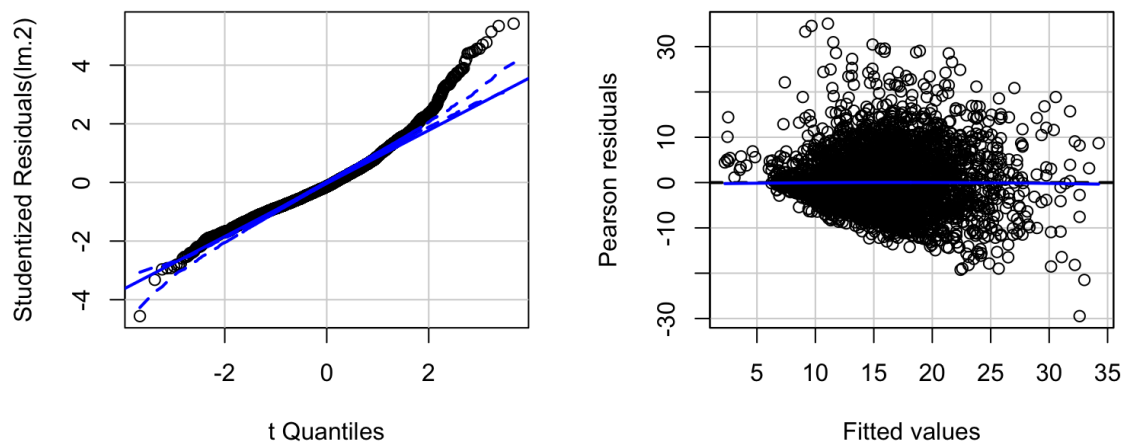 Studentized Residuals(lm.2)
4
2
0
-2
-4
-2 0 2
t Quantiles
Pearson residuals
30
10
0
-10
-30
5 10 15 20 25 30 35
Fitted values